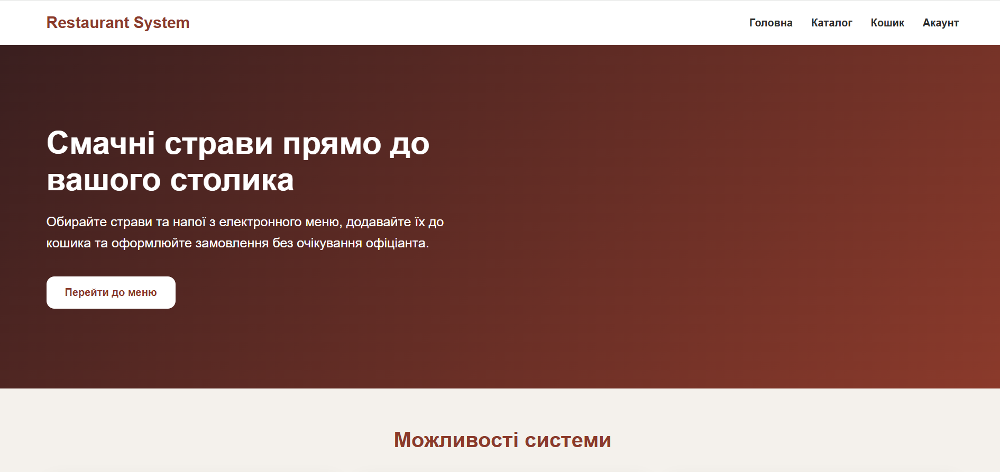 Restaurant System
Головна Каталог Кошик Акаунт
Смачні страви прямо до
вашого столика
Обирайте страви та напої з електронного меню, додавайте їх до
кошика та оформлюйте замовлення без очікування офіціанта.
Перейти до меню
Можливості системи